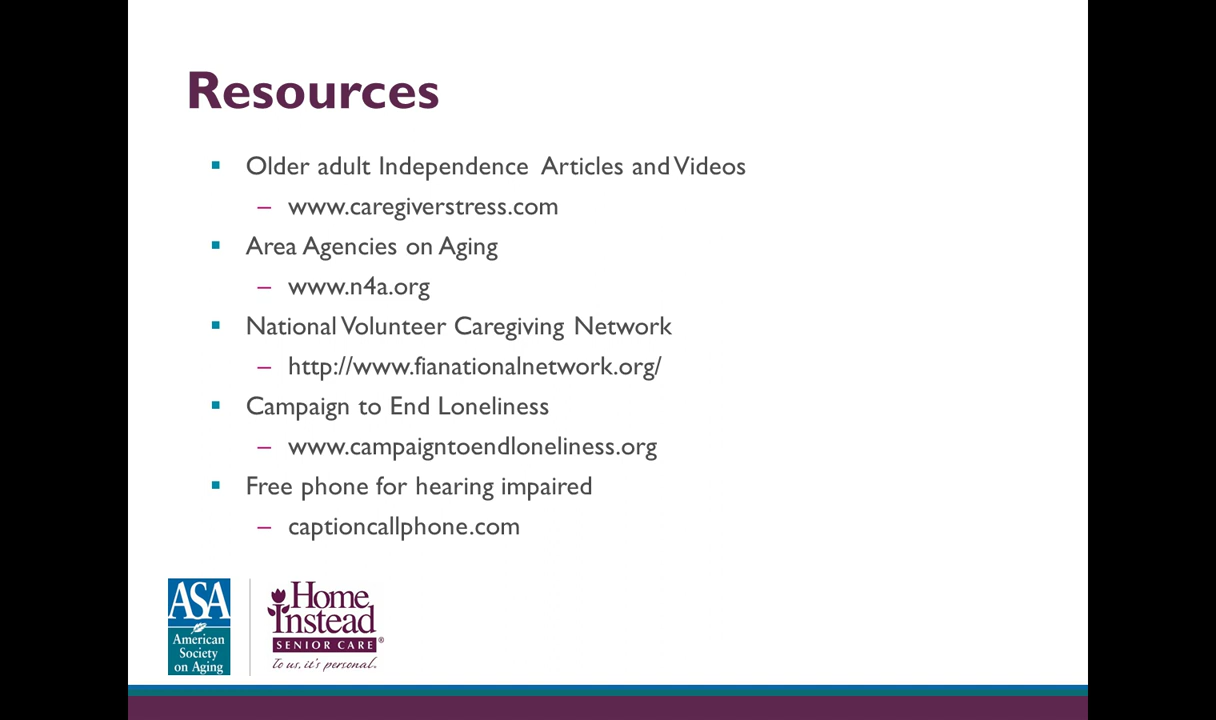 Resources
▪ Older adult Independence Articles and Videos
– www.caregiverstress.com
▪ Area Agencies on Aging
– www.n4a.org
▪ National Volunteer Caregiving Network
– http://www.fianationalnetwork.org/
▪ Campaign to End Loneliness
– www.campaigntoendloneliness.org
▪ Free phone for hearing impaired
– captioncallphone.com
ASA
American
Society
on Aging
Home
Instead
SENIOR CARE®
To us, it's personal.